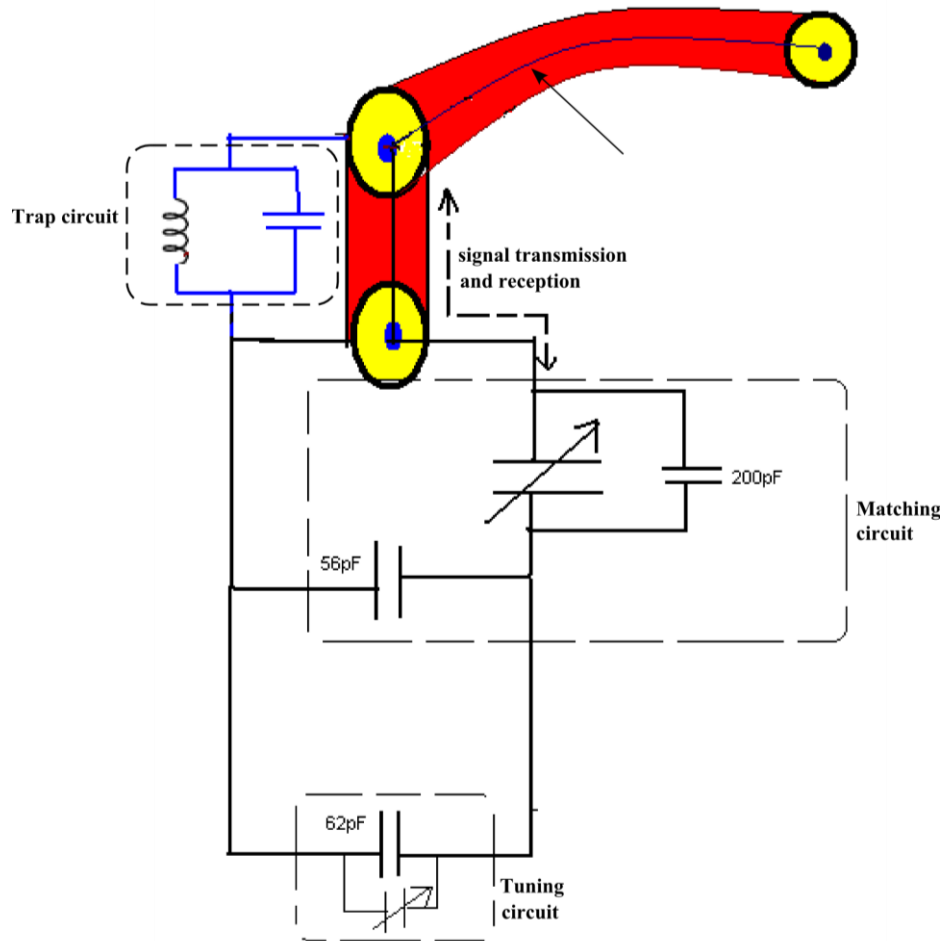 Trap circuit
signal transmission
and reception
200pF
Matching
circuit
56pF
62pF
Tuning
circuit